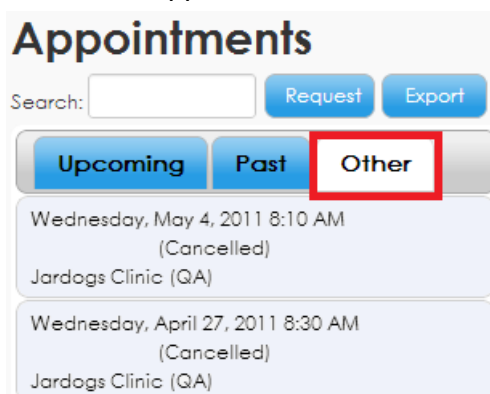 Appointments
Search: Request Export
Upcoming Past Other
Wednesday, May 4, 2011 8:10 AM
(Cancelled)
Jardogs Clinic (QA)
Wednesday, April 27, 2011 8:30 AM
(Cancelled)
Jardogs Clinic (QA)